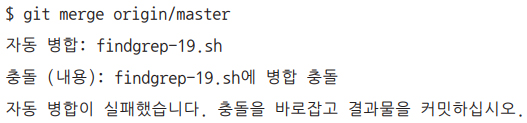 $ git merge origin/master
자동 병합: findgrep-19.sh
충돌 (내용): findgrep-19.sh에 병합 충돌
자동 병합이 실패했습니다. 충돌을 바로잡고 결과물을 커밋하십시오.